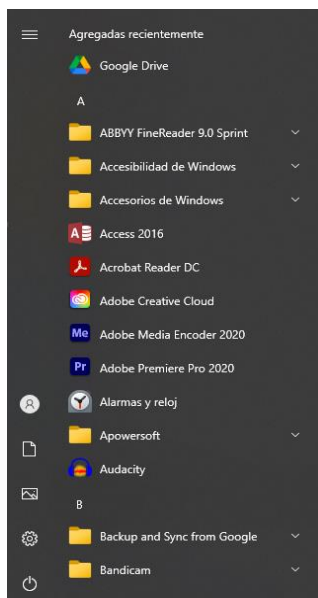 Agregadas recientemente
Google Drive
A
ABBYY FineReader 9.0 Sprint
Accesibilidad de Windows
Accesorios de Windows
A
Access 2016
Acrobat Reader DC
Adobe Creative Cloud
Me
Adobe Media Encoder 2020
Pr
Adobe Premiere Pro 2020
Alarmas y reloj
Apowersoft
Audacity
B
Backup and Sync from Google
Bandicam